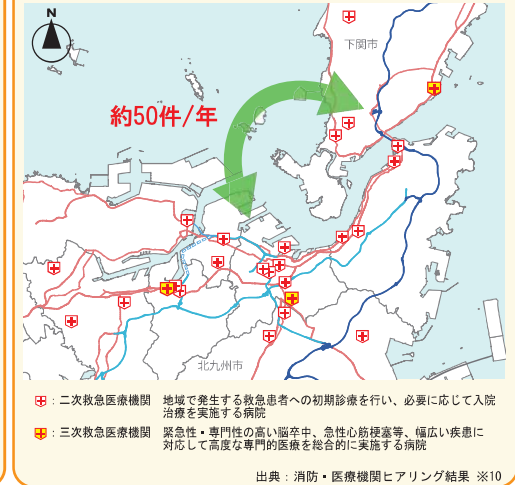 N
下関市
約50件/年
北九州市
：二次救急医療機関 地域で発生する救急患者への初期診療を行い、必要に応じて入院
治療を実施する病院
：三次救急医療機関 緊急性・専門性の高い脳卒中、急性心筋梗塞等、幅広い疾患に
対応して高度な専門的医療を総合的に実施する病院
出典：消防・医療機関ヒアリング結果 ※10